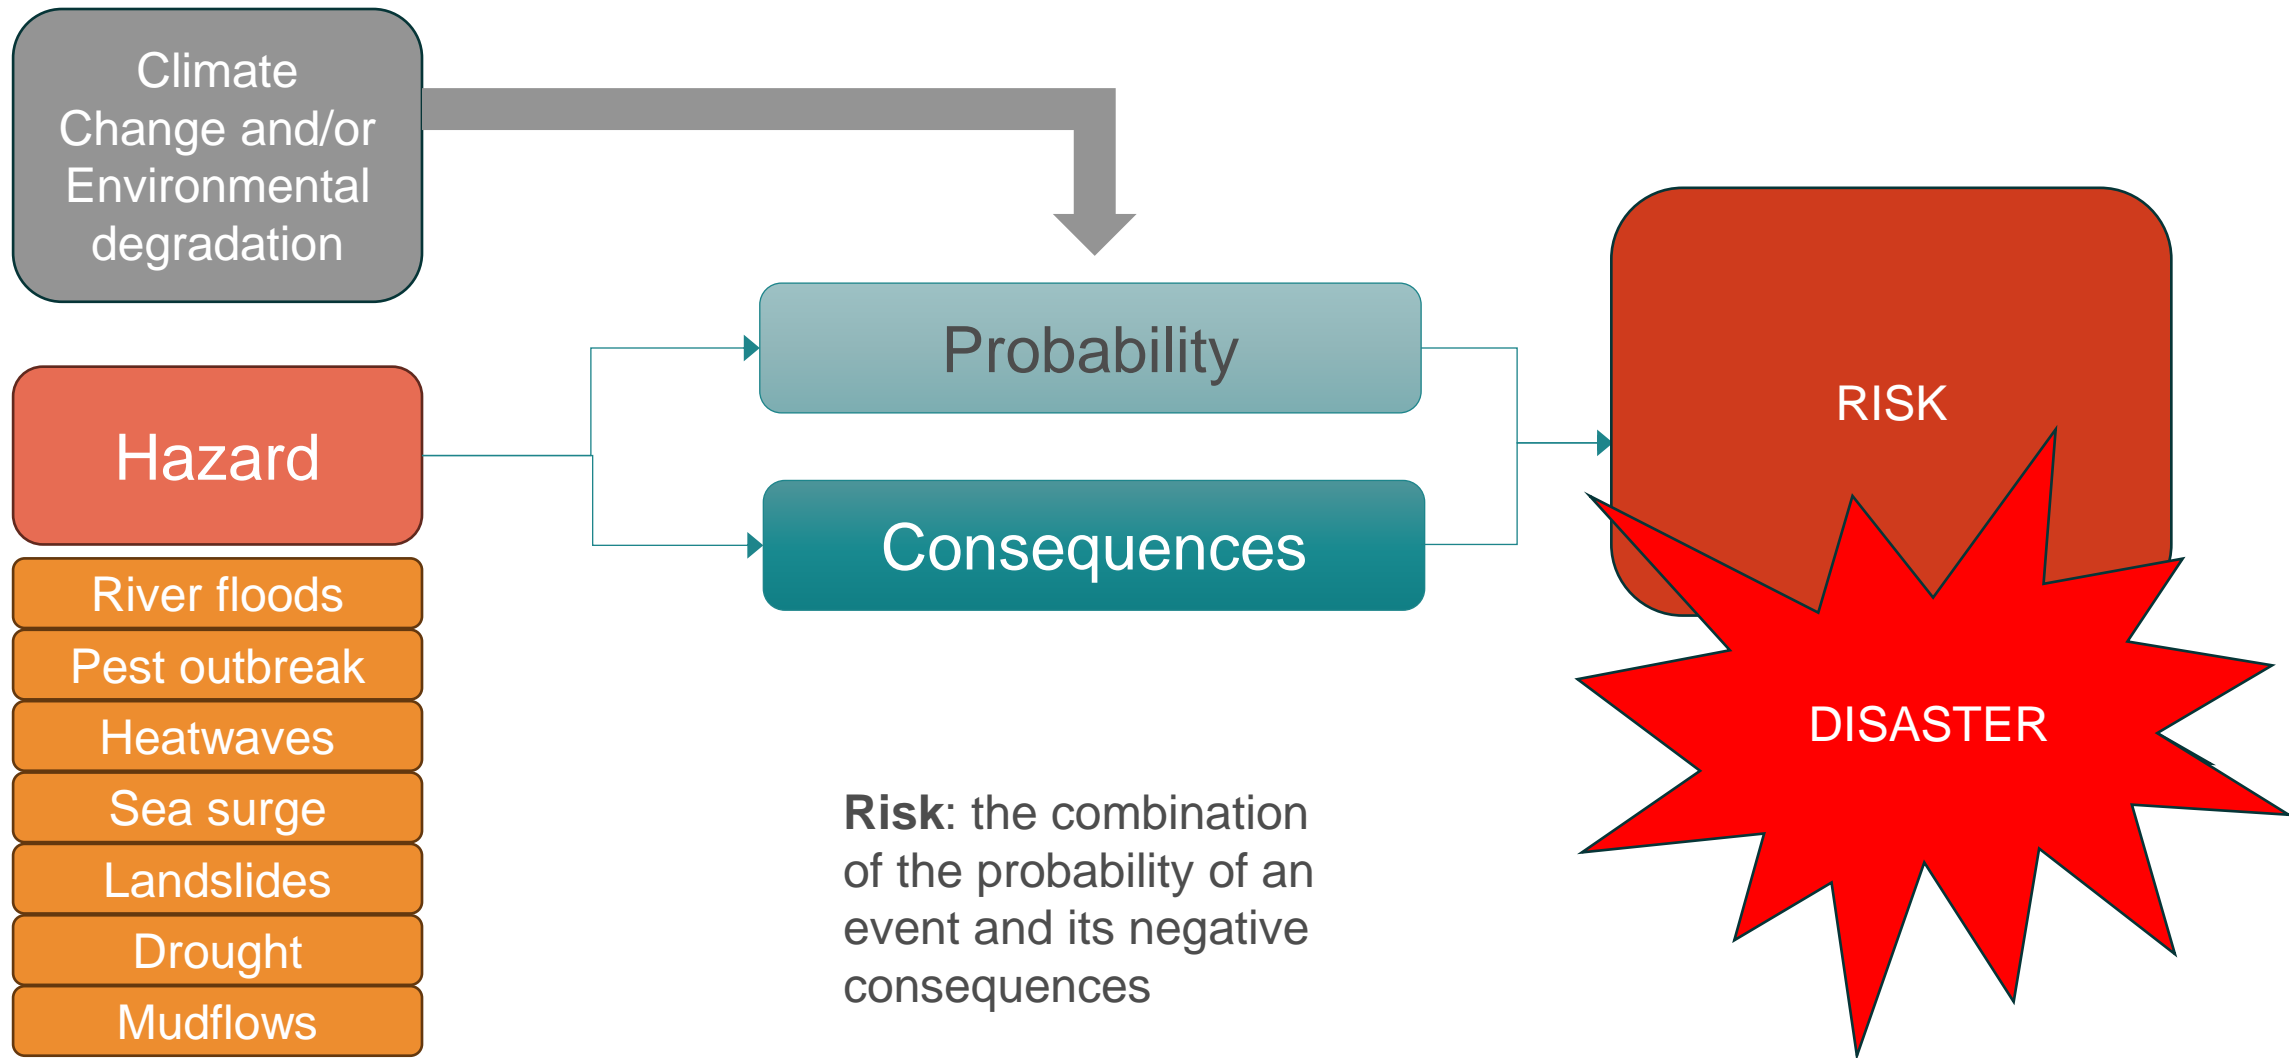 Climate
Change and/or
Environmental
degradation
Hazard
River floods
Pest outbreak
Heatwaves
Sea surge
Landslides
Drought
Mudflows
Probability
Consequences
Risk: the combination
of the probability of an
event and its negative
consequences
RISK
DISASTER